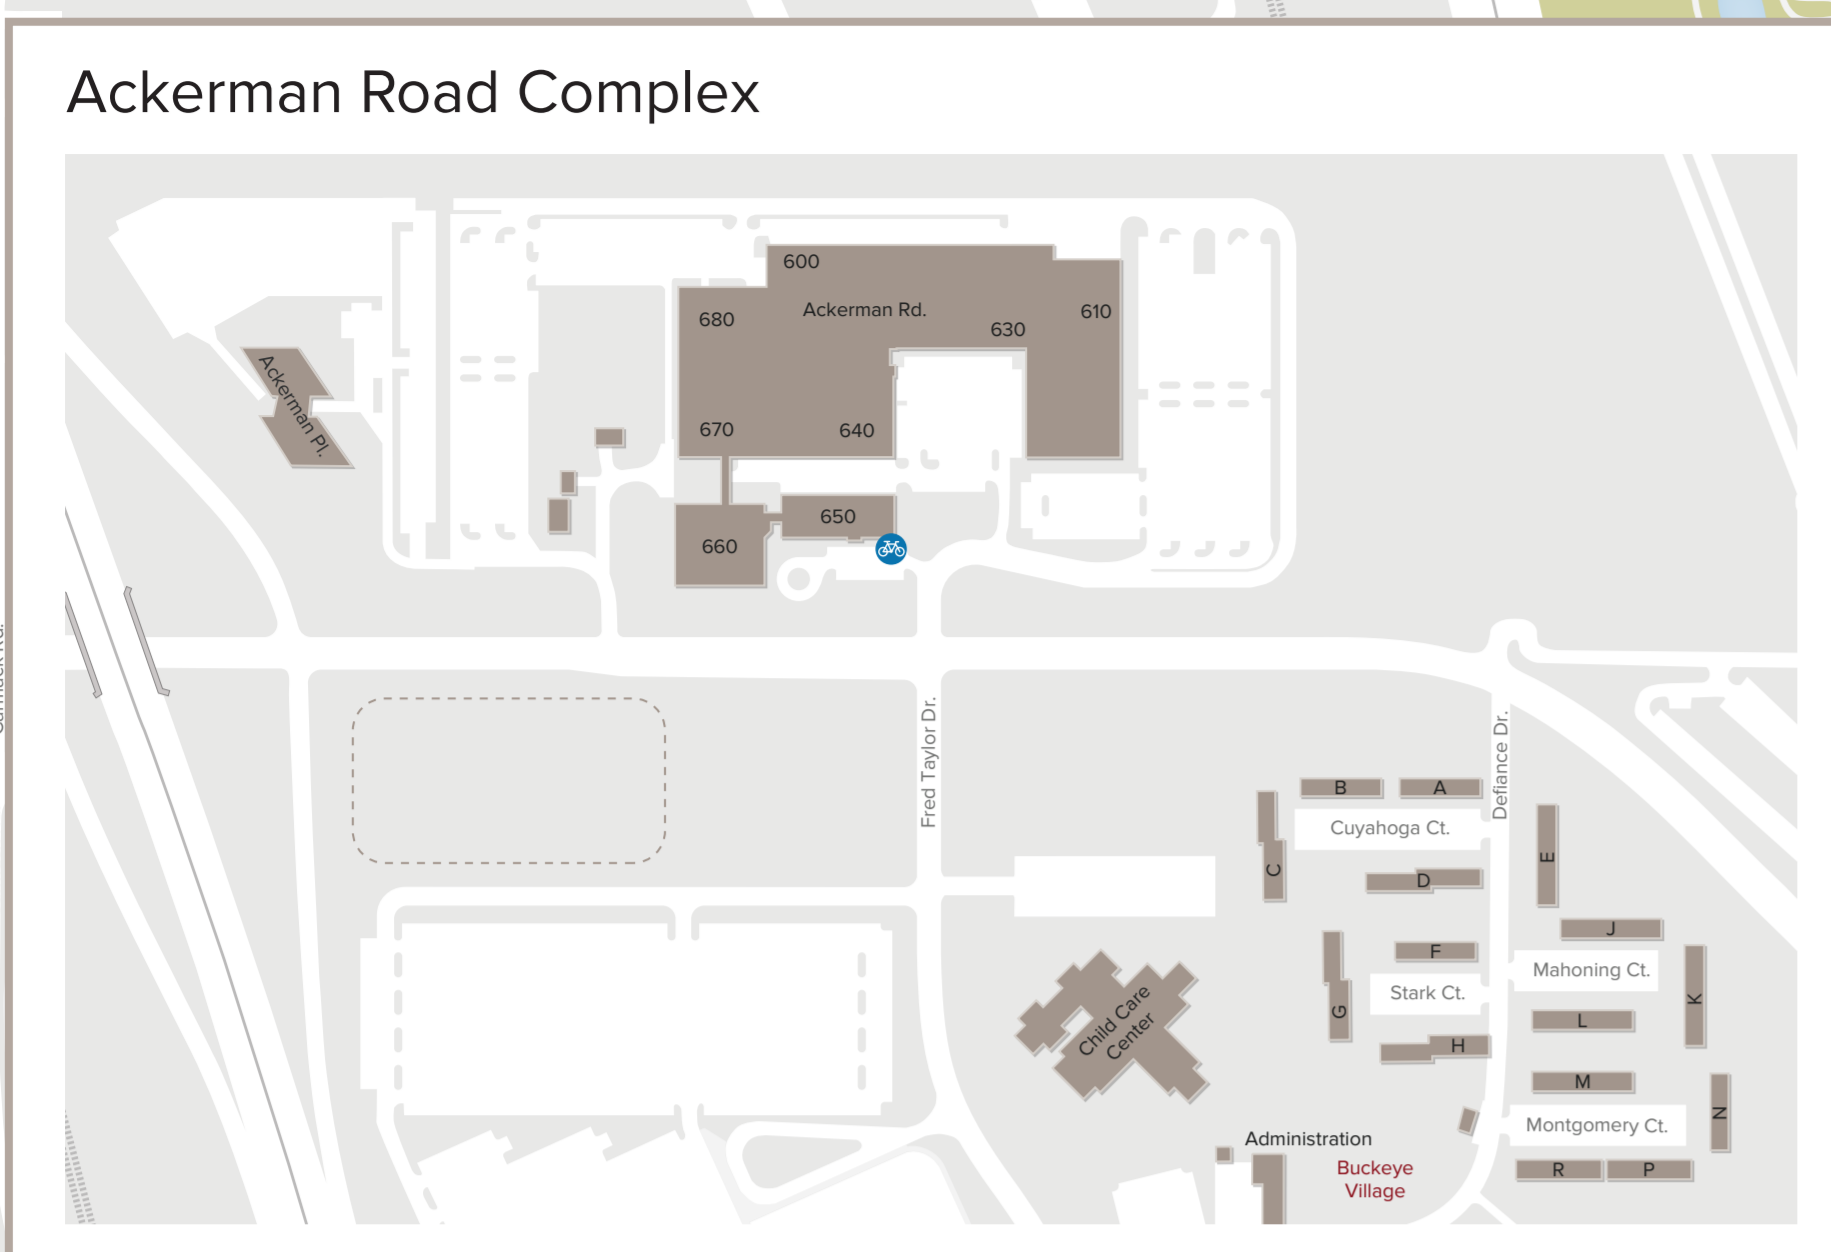 Ackerman Road Complex
600
Ackerman Rd.
610
680
630
Ackerman Pl.
670
640
650
660
Fred Taylor Dr.
Defiance Dr.
B
A
Cuyahoga Ct.
E
C
D
J
F
Mahoning Ct.
Stark Ct.
K
G
L
Child Care
Center
H
M
N
Montgomery Ct.
Administration
Buckeye
Village
R
P